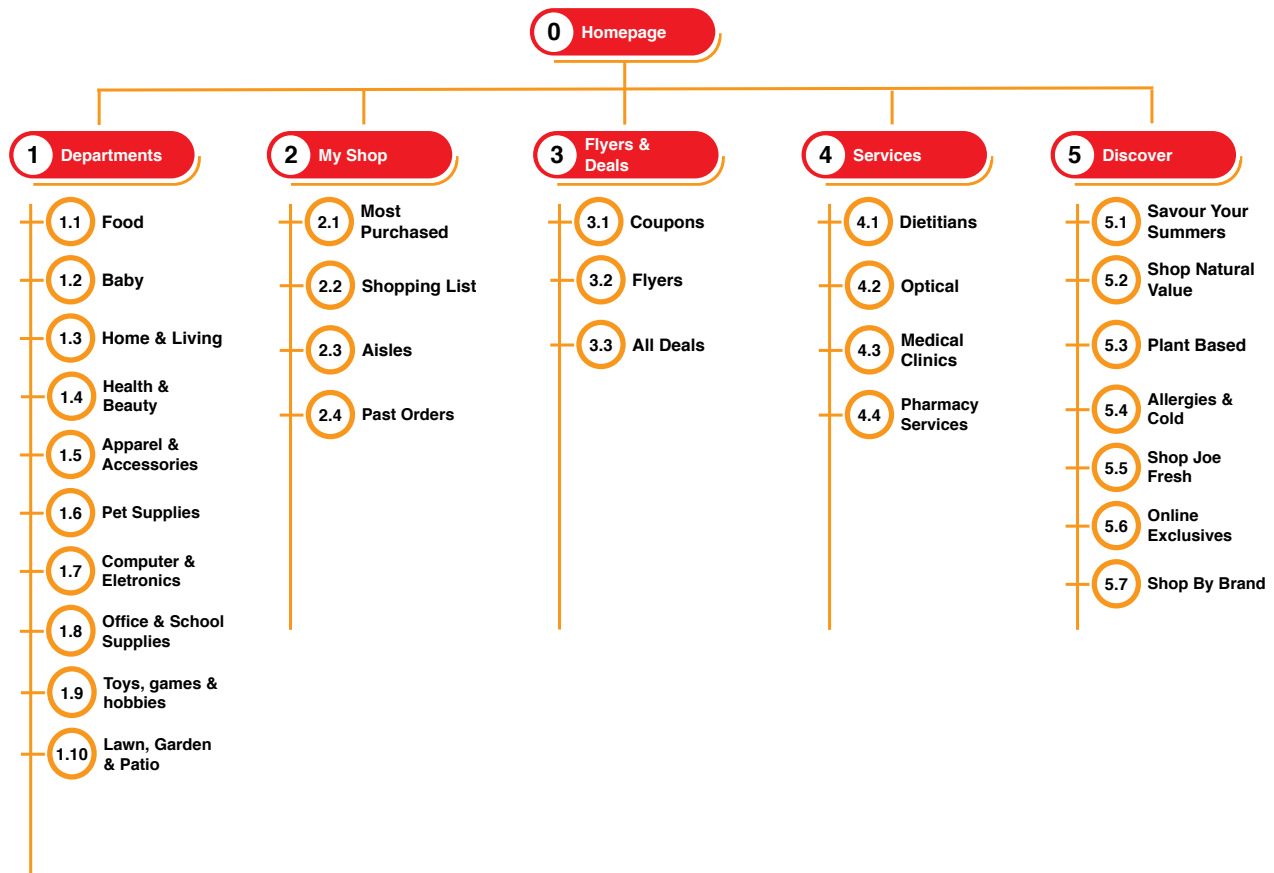 0 Homepage
1 Departments
1.1 Food
1.2 Baby
1.3 Home & Living
1.4 Health &
Beauty
1.5 Apparel &
Accessories
1.6 Pet Supplies
1.7 Computer &
Eletronics
1.8 Office & School
Supplies
1.9 Toys, games &
hobbies
1.10 Lawn, Garden
& Patio
2 My Shop
2.1 Most
Purchased
2.2 Shopping List
2.3 Aisles
2.4 Past Orders
3 Flyers &
Deals
3.1 Coupons
3.2 Flyers
3.3 All Deals
4 Services
4.1 Dietitians
4.2 Optical
4.3 Medical
Clinics
4.4 Pharmacy
Services
5 Discover
5.1 Savour Your
Summers
5.2 Shop Natural
Value
5.3 Plant Based
5.4 Allergies &
Cold
5.5 Shop Joe
Fresh
5.6 Online
Exclusives
5.7 Shop By Brand